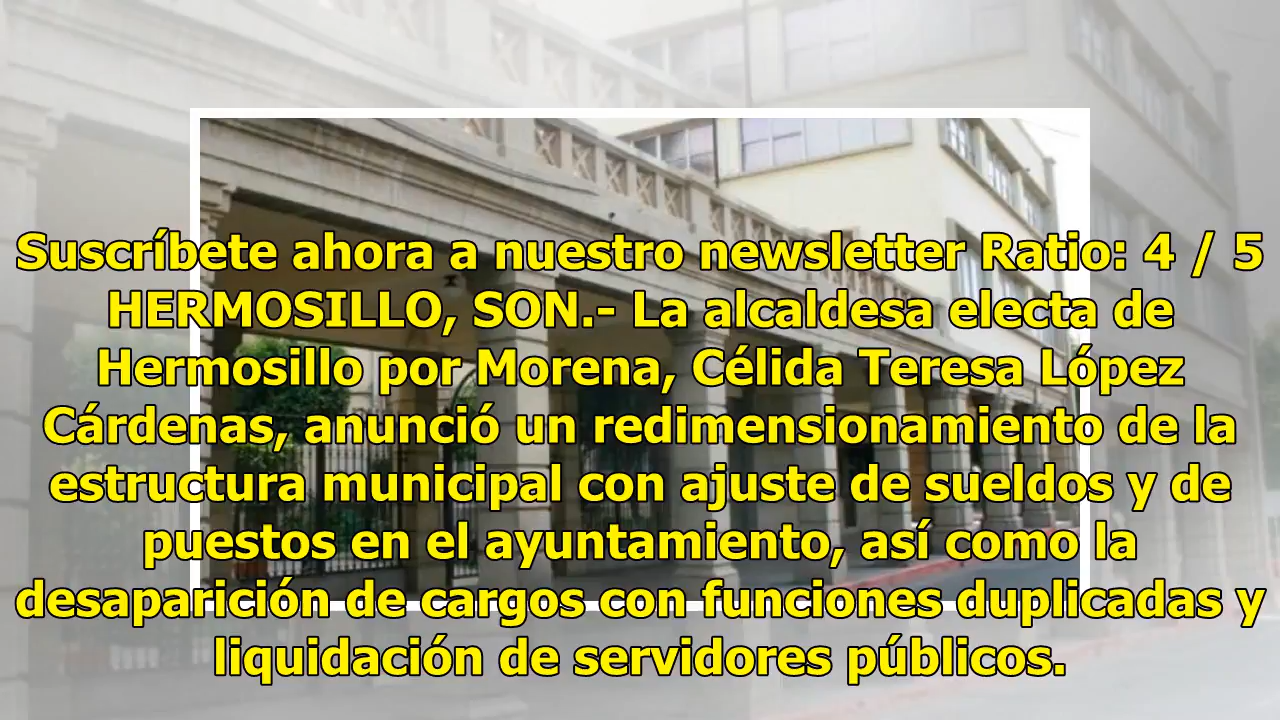 Suscríbete ahora a nuestro newsletter Ratio: 4 / 5
HERMOSILLO, SON.- La alcaldesa electa de
Hermosillo por Morena, Célida Teresa López
Cárdenas, anunció un redimensionamiento de la
estructura municipal con ajuste de sueldos y de
puestos en el ayuntamiento, así como la
desaparición de cargos con funciones duplicadas y
liquidación de servidores públicos.